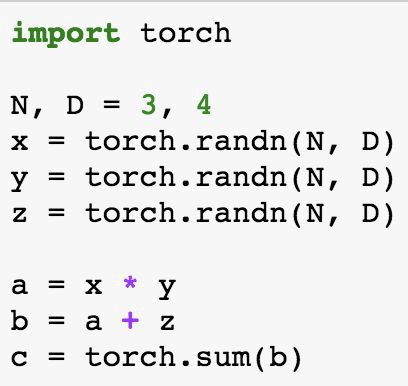 import torch
N, D = 3, 4
x = torch.randn(N, D)
y = torch.randn(N, D)
z = torch.randn(N, D)
a = x * y
b = a + z
c = torch.sum(b)